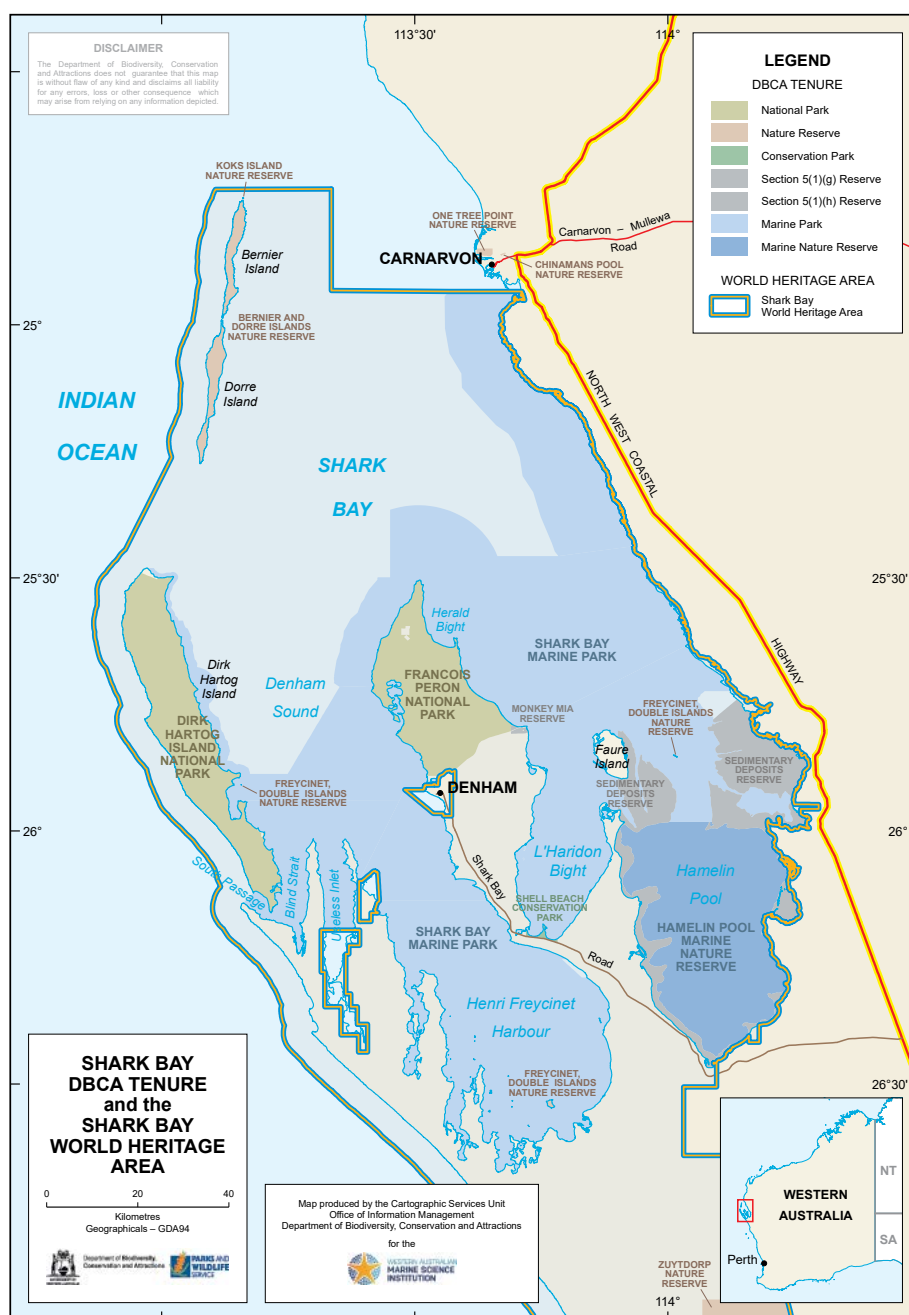 113°30'
114°
DISCLAIMER
The Department of Biodiversity, Conservation
and Attractions does not guarantee that this map
is without flaw of any kind and disclaims all liability
for any errors, loss or other consequence which
may arise from relying on any information depicted.
LEGEND
DBCA TENURE
National Park
Nature Reserve
Conservation Park
Section 5(1)(g) Reserve
Section 5(1)(h) Reserve
Marine Park
Marine Nature Reserve
WORLD HERITAGE AREA
Shark Bay
World Heritage Area
KOKS ISLAND
NATURE RESERVE
ONE TREE POINT
NATURE RESERVE
Carnarvon – Mullewa
Road
CARNARVON
CHINAMANS POOL
NATURE RESERVE
Bernier
Island
BERNIER AND
DORRE ISLANDS
NATURE RESERVE
25°
Dorre
Island
INDIAN
OCEAN
NORTH WEST COASTAL
HIGHWAY
SHARK
BAY
25°30'
25°30'
Herald
Bight
SHARK BAY
MARINE PARK
Dirk
Hartog
Island
Denham
Sound
FRANCOIS
PERON
NATIONAL
PARK
MONKEY MIA
RESERVE
FREYCINET,
DOUBLE ISLANDS
NATURE
RESERVE
DIRK
HARTOG
ISLAND
NATIONAL
PARK
Faure
Island
SEDIMENTARY
DEPOSITS
RESERVE
SEDIMENTARY
DEPOSITS
RESERVE
FREYCINET,
DOUBLE ISLANDS
NATURE RESERVE
DENHAM
26°
26°
South Passage
Blind Strait
Useless Inlet
Shark Bay
Road
L'Haridon
Bight
Hamelin
Pool
SHELL BEACH
CONSERVATION
PARK
SHARK BAY
MARINE PARK
HAMELIN POOL
MARINE
NATURE
RESERVE
Henri Freycinet
Harbour
FREYCINET,
DOUBLE ISLANDS
NATURE RESERVE
26°30'
SHARK BAY
DBCA TENURE
and the
SHARK BAY
WORLD HERITAGE
AREA
0 20 40
Kilometres
Geographicals – GDA94
Department of Biodiversity,
Conservation and Attractions
PARKS AND
WILDLIFE
SERVICE
Map produced by the Cartographic Services Unit
Office of Information Management
Department of Biodiversity, Conservation and Attractions
for the
WESTERN AUSTRALIAN
MARINE SCIENCE
INSTITUTION
WESTERN
AUSTRALIA
NT
SA
Perth
ZUYTDORP
NATURE
RESERVE
114°